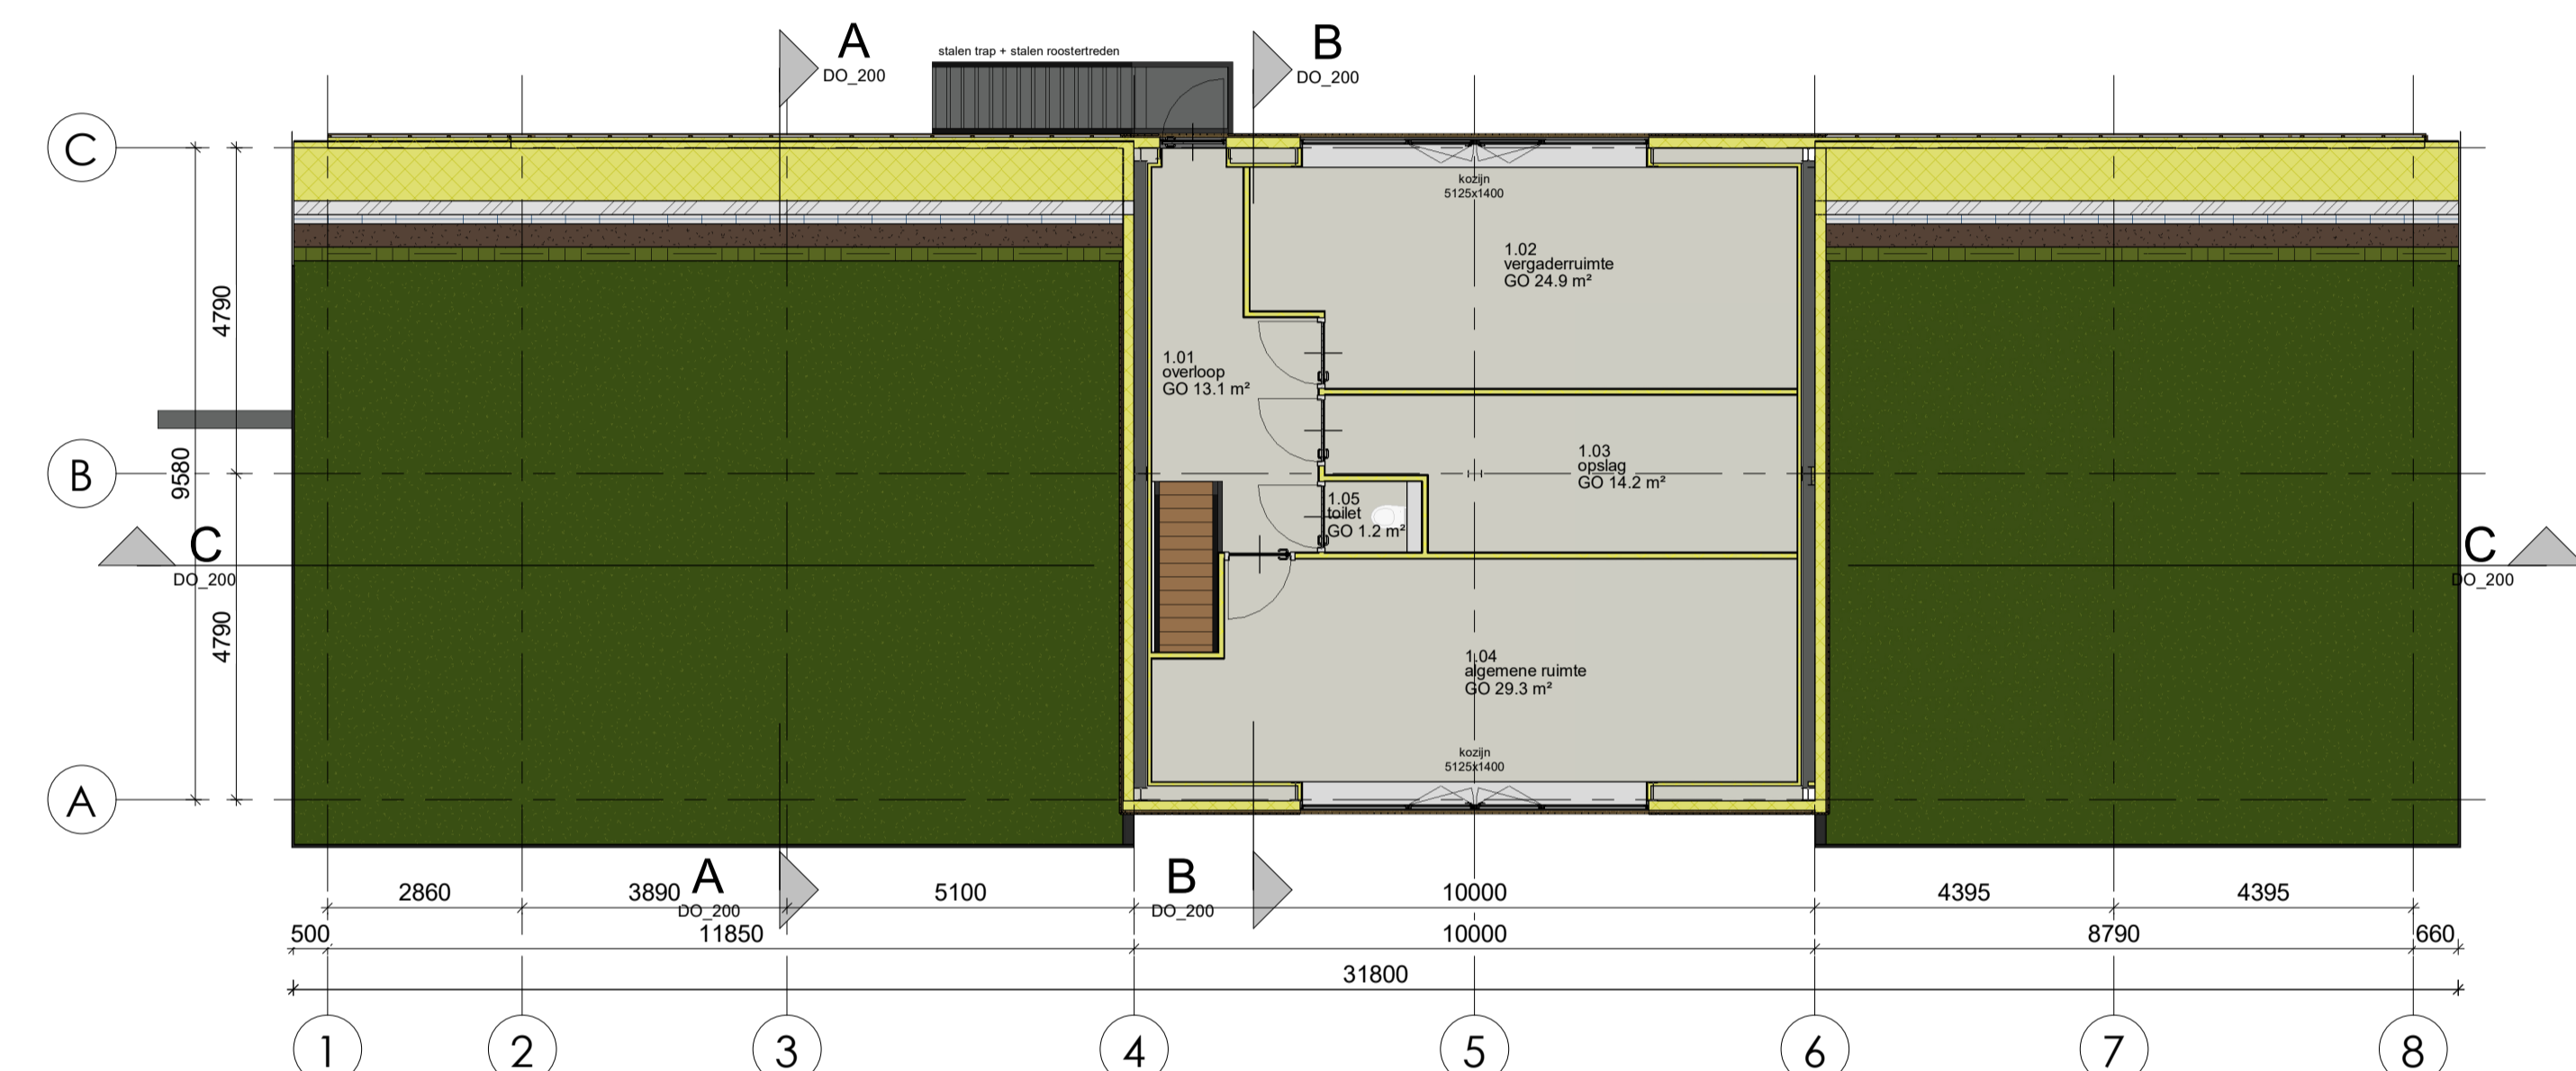 A
DO_200
stalen trap + stalen roostertreden
B
DO_200
C
kozijn
5125x1400
1.02
vergaderruimte
GO 24.9 m²
4790
1.01
overloop
GO 13.1 m²
B
9580
1.03
opslag
GO 14.2 m²
1.05
toilet
GO 1.2 m²
C
DO_200
C
DO_200
4790
1.04
algemene ruimte
GO 29.3 m²
kozijn
5125x1400
A
A
DO_200
B
DO_200
2860
3890
5100
10000
4395
4395
500
11850
10000
8790
660
31800
1
2
3
4
5
6
7
8